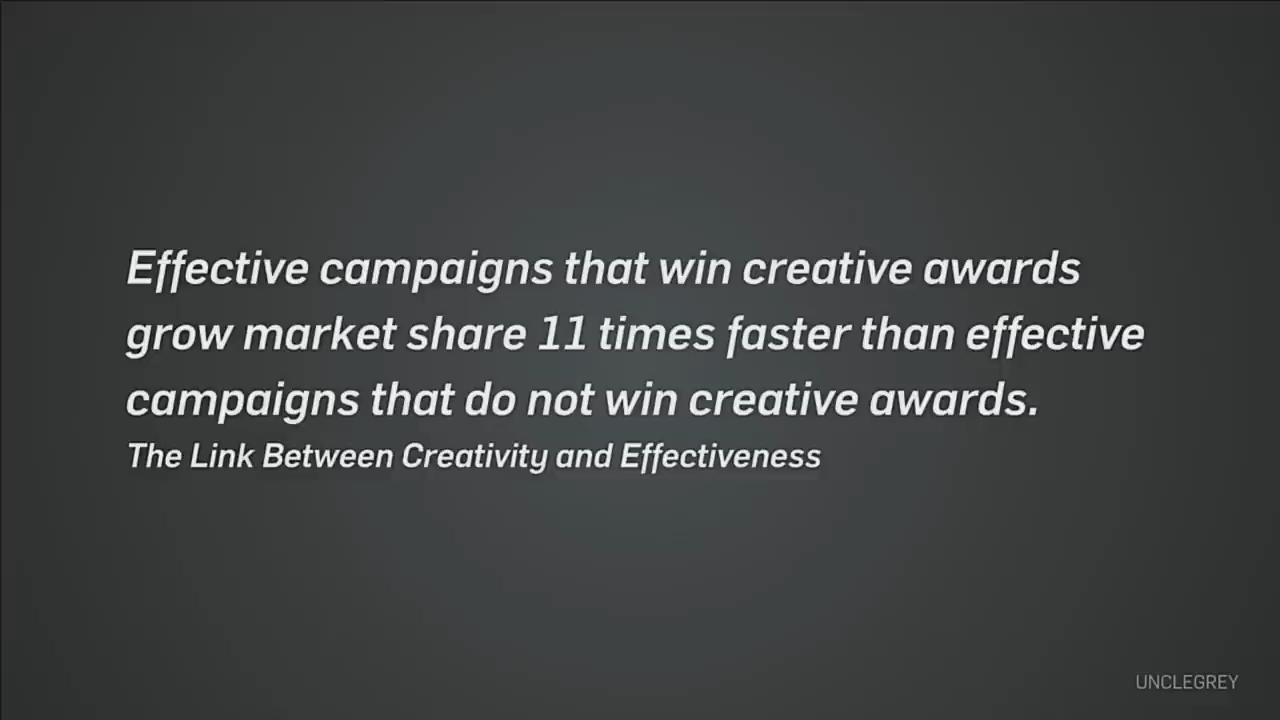 Effective campaigns that win creative awards
grow market share 11 times faster than effective
campaigns that do not win creative awards.
The Link Between Creativity and Effectiveness
UNCLEGREY